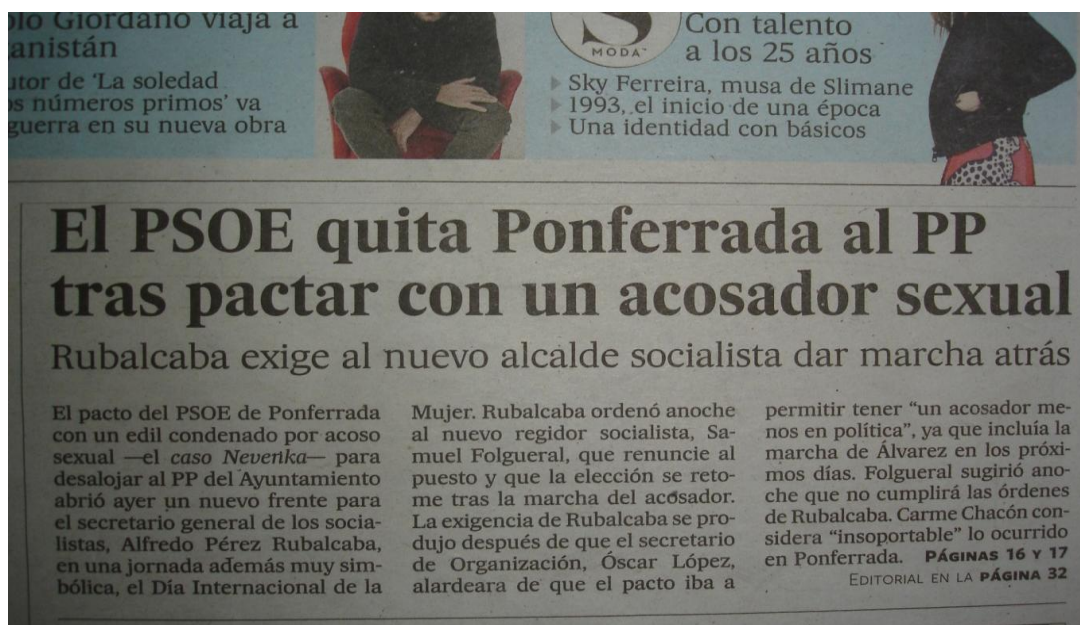 olo Giordano viaja a
anistán
utor de 'La soledad
os números primos' va
guerra en su nueva obra
S
MODA
Con talento
a los 25 años
Sky Ferreira, musa de Slimane
1993, el inicio de una época
Una identidad con básicos
El PSOE quita Ponferrada al PP
tras pactar con un acosador sexual
Rubalcaba exige al nuevo alcalde socialista dar marcha atrás
El pacto del PSOE de Ponferrada
con un edil condenado por acoso
sexual —el caso Nevenka— para
desalojar al PP del Ayuntamiento
abrió ayer un nuevo frente para
el secretario general de los socia-
listas, Alfredo Pérez Rubalcaba,
en una jornada además muy sim-
bólica, el Día Internacional de la
Mujer. Rubalcaba ordenó anoche
al nuevo regidor socialista, Sa-
muel Folgueral, que renuncie al
puesto y que la elección se reto-
me tras la marcha del acosador.
La exigencia de Rubalcaba se pro-
dujo después de que el secretario
de Organización, Óscar López,
alardeara de que el pacto iba a
permitir tener “un acosador me-
nos en política”, ya que incluía la
marcha de Álvarez en los próxi-
mos días. Folgueral sugirió ano-
che que no cumplirá las órdenes
de Rubalcaba. Carme Chacón con-
sidera “insoportable” lo ocurrido
en Ponferrada. PÁGINAS 16 Y 17
EDITORIAL EN LA PÁGINA 32